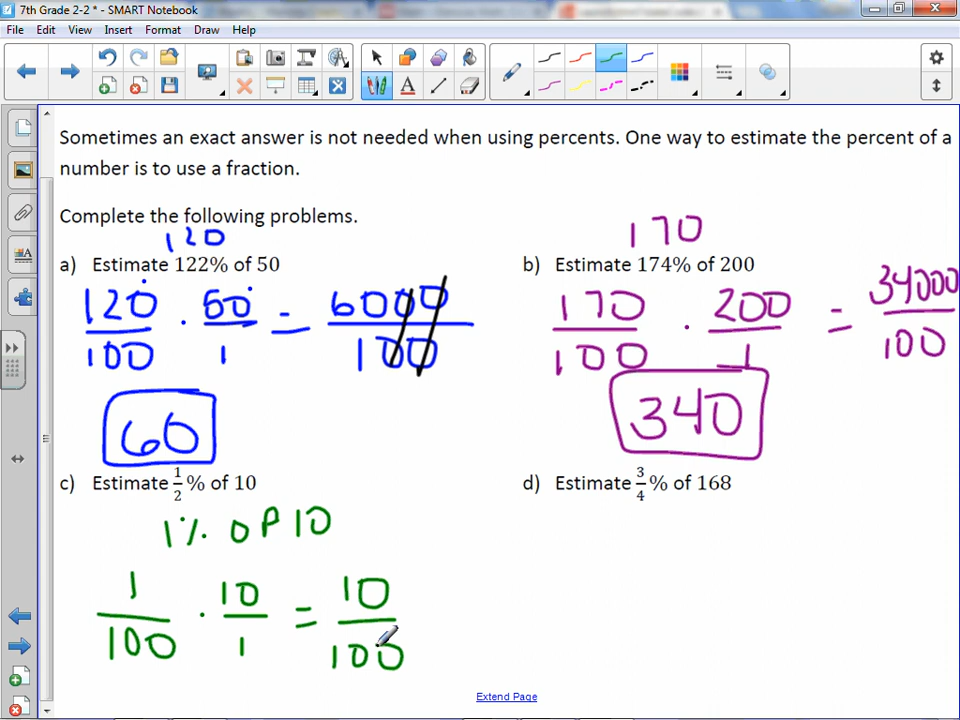 7th Grade 2-2 * - SMART Notebook
File Edit View Insert Format Draw Help
Sometimes an exact answer is not needed when using percents. One way to estimate the percent of a
number is to use a fraction.
Complete the following problems.
120
170
a) Estimate 122% of 50
b) Estimate 174% of 200
120/100 · 50/1 = 6000/100
170/100 · 200/1 = 34000/100
60
340
c) Estimate 1/2% of 10
d) Estimate 3/4% of 168
1% of 10
1/100 · 10/1 = 10/100
Extend Page